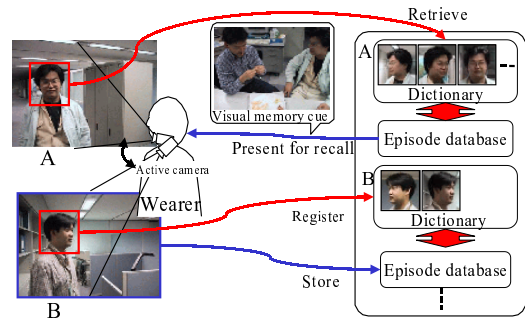 Retrieve
A
Dictionary
Visual memory cue
Episode database
Present for recall
A
Active camera
Wearer
B
Register
Dictionary
Episode database
Store
B